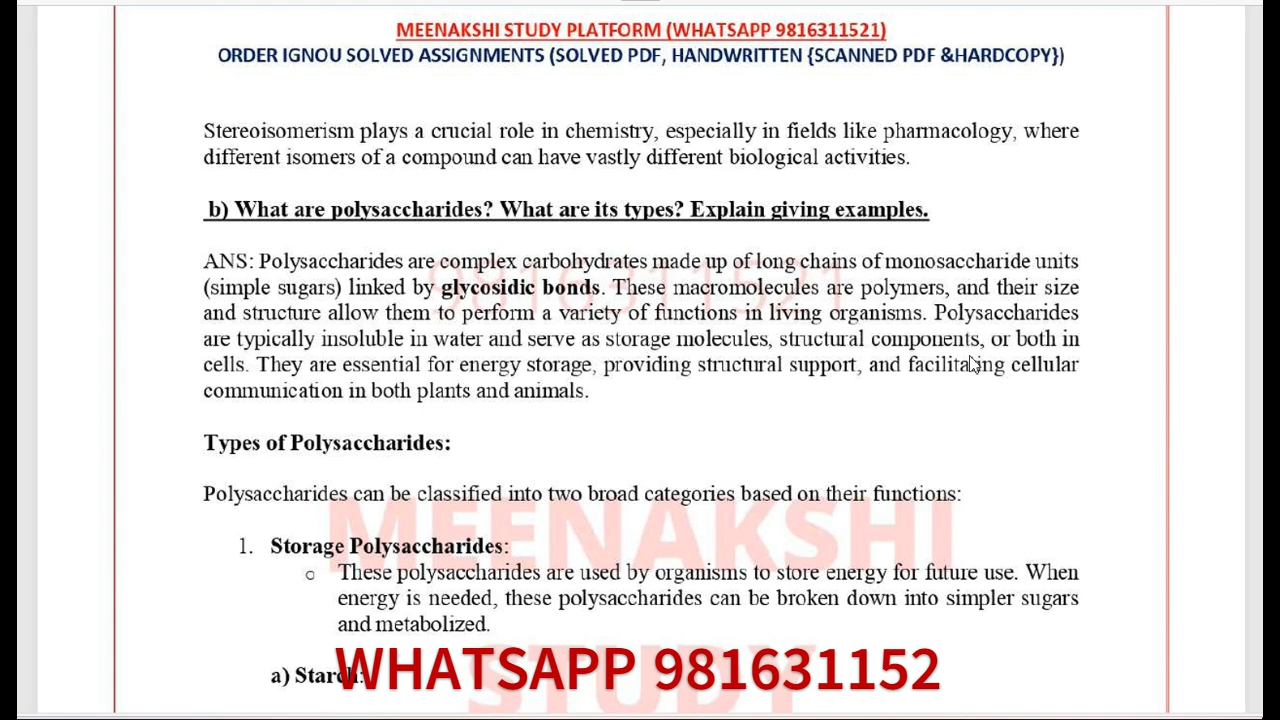 MEENAKSHI STUDY PLATFORM (WHATSAPP 9816311521)
ORDER IGNOU SOLVED ASSIGNMENTS (SOLVED PDF, HANDWRITTEN {SCANNED PDF &HARDCOPY})
Stereoisomerism plays a crucial role in chemistry, especially in fields like pharmacology, where
different isomers of a compound can have vastly different biological activities.
b) What are polysaccharides? What are its types? Explain giving examples.
ANS: Polysaccharides are complex carbohydrates made up of long chains of monosaccharide units
(simple sugars) linked by glycosidic bonds. These macromolecules are polymers, and their size
and structure allow them to perform a variety of functions in living organisms. Polysaccharides
are typically insoluble in water and serve as storage molecules, structural components, or both in
cells. They are essential for energy storage, providing structural support, and facilitating cellular
communication in both plants and animals.
9816311521
Types of Polysaccharides:
Polysaccharides can be classified into two broad categories based on their functions:
MEENAKSHI
1. Storage Polysaccharides:
o These polysaccharides are used by organisms to store energy for future use. When
energy is needed, these polysaccharides can be broken down into simpler sugars
and metabolized.
STUDY
a) Starch:
WHATSAPP 981631152